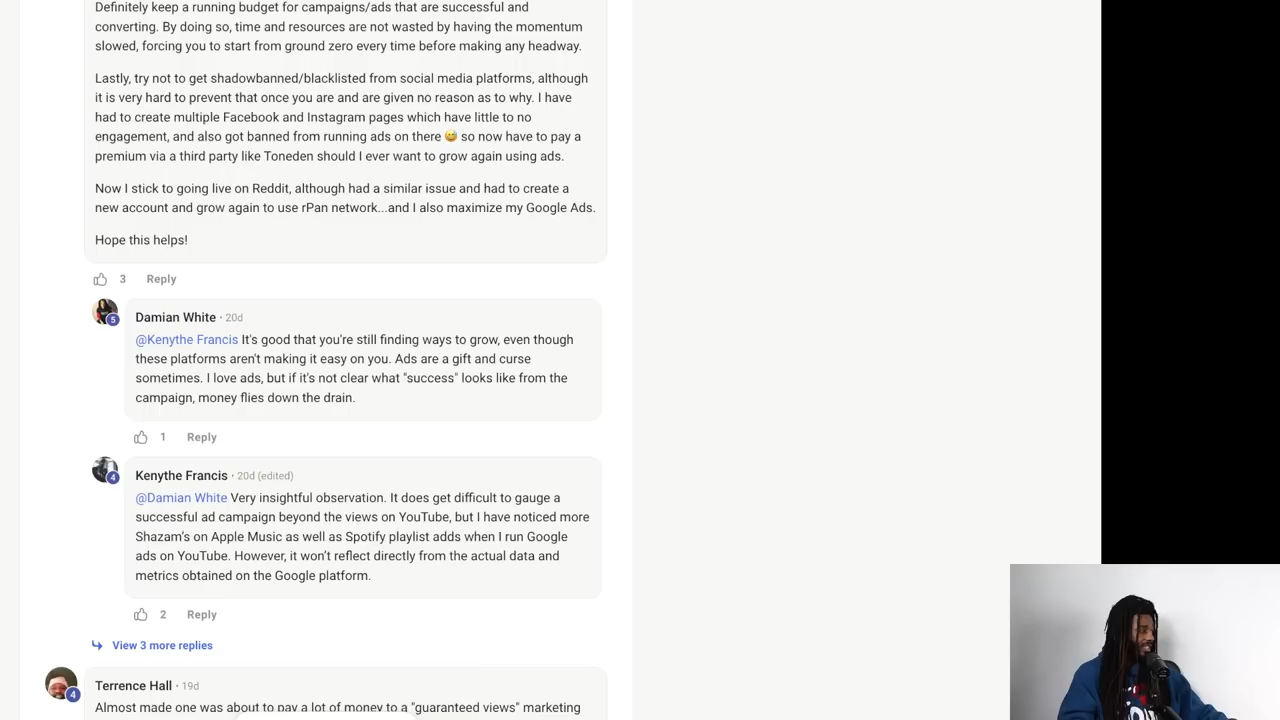 Definitely keep a running budget for campaigns/ads that are successful and
converting. By doing so, time and resources are not wasted by having the momentum
slowed, forcing you to start from ground zero every time before making any headway.
Lastly, try not to get shadowbanned/blacklisted from social media platforms, although
it is very hard to prevent that once you are and are given no reason as to why. I have
had to create multiple Facebook and Instagram pages which have little to no
engagement, and also got banned from running ads on there 😅 so now have to pay a
premium via a third party like Toneden should I ever want to grow again using ads.
Now I stick to going live on Reddit, although had a similar issue and had to create a
new account and grow again to use rPan network...and I also maximize my Google Ads.
Hope this helps!
3 Reply
5
Damian White · 20d
@Kenythe Francis It's good that you're still finding ways to grow, even though
these platforms aren't making it easy on you. Ads are a gift and curse
sometimes. I love ads, but if it's not clear what "success" looks like from the
campaign, money flies down the drain.
1 Reply
4
Kenythe Francis · 20d (edited)
@Damian White Very insightful observation. It does get difficult to gauge a
successful ad campaign beyond the views on YouTube, but I have noticed more
Shazam’s on Apple Music as well as Spotify playlist adds when I run Google
ads on YouTube. However, it won’t reflect directly from the actual data and
metrics obtained on the Google platform.
2 Reply
View 3 more replies
4
Terrence Hall · 19d
Almost made one was about to pay a lot of money to a "guaranteed views" marketing